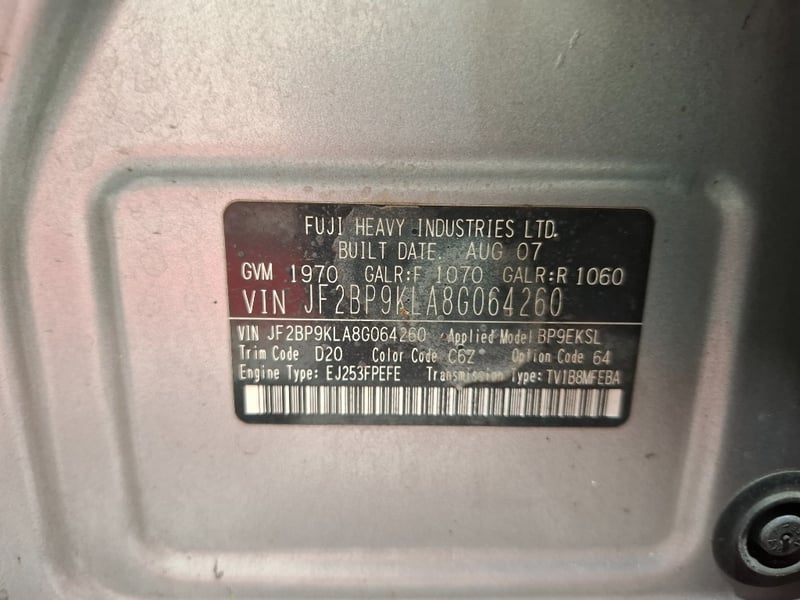 FUJI HEAVY INDUSTRIES LTD.
BUILT DATE. AUG 07
GVM 1970 GALR:F 1070 GALR:R 1060
VIN JF2BP9KLA8G064260
VIN JF2BP9KLA8G064260 Applied Model BP9EKSL
Trim Code D20 Color Code C6Z Option Code 64
Engine Type: EJ253FPEFE Transmission Type: TV1B8MFEBA